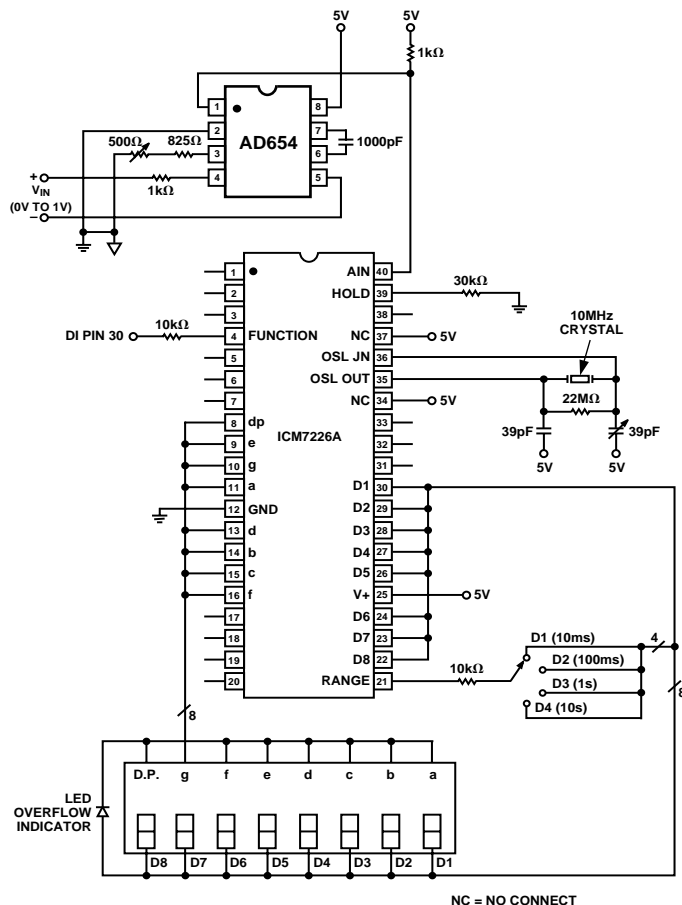 5V
5V
1kΩ
1
8
2
7
500Ω
825Ω
AD654
1000pF
3
6
+
VIN
4
5
(0V TO 1V)
1kΩ
–
1
AIN
40
2
HOLD
39
30kΩ
3
38
10MHz
CRYSTAL
DI PIN 30
10kΩ
4
FUNCTION
NC
37
5V
5
OSL JN
36
6
OSL OUT
35
7
NC
34
5V
22MΩ
8
dp
33
39pF
39pF
ICM7226A
9
e
32
5V
5V
10
g
31
11
a
D1
30
12
GND
D2
29
13
d
D3
28
14
b
D4
27
15
c
D5
26
16
f
V+
25
5V
17
D6
24
18
D7
23
D1 (10ms)
4
19
D8
22
10kΩ
D2 (100ms)
20
RANGE
21
D3 (1s)
8
D4 (10s)
8
D.P.
g
f
e
d
c
b
a
LED
OVERFLOW
INDICATOR
D8
D7
D6
D5
D4
D3
D2
D1
NC = NO CONNECT